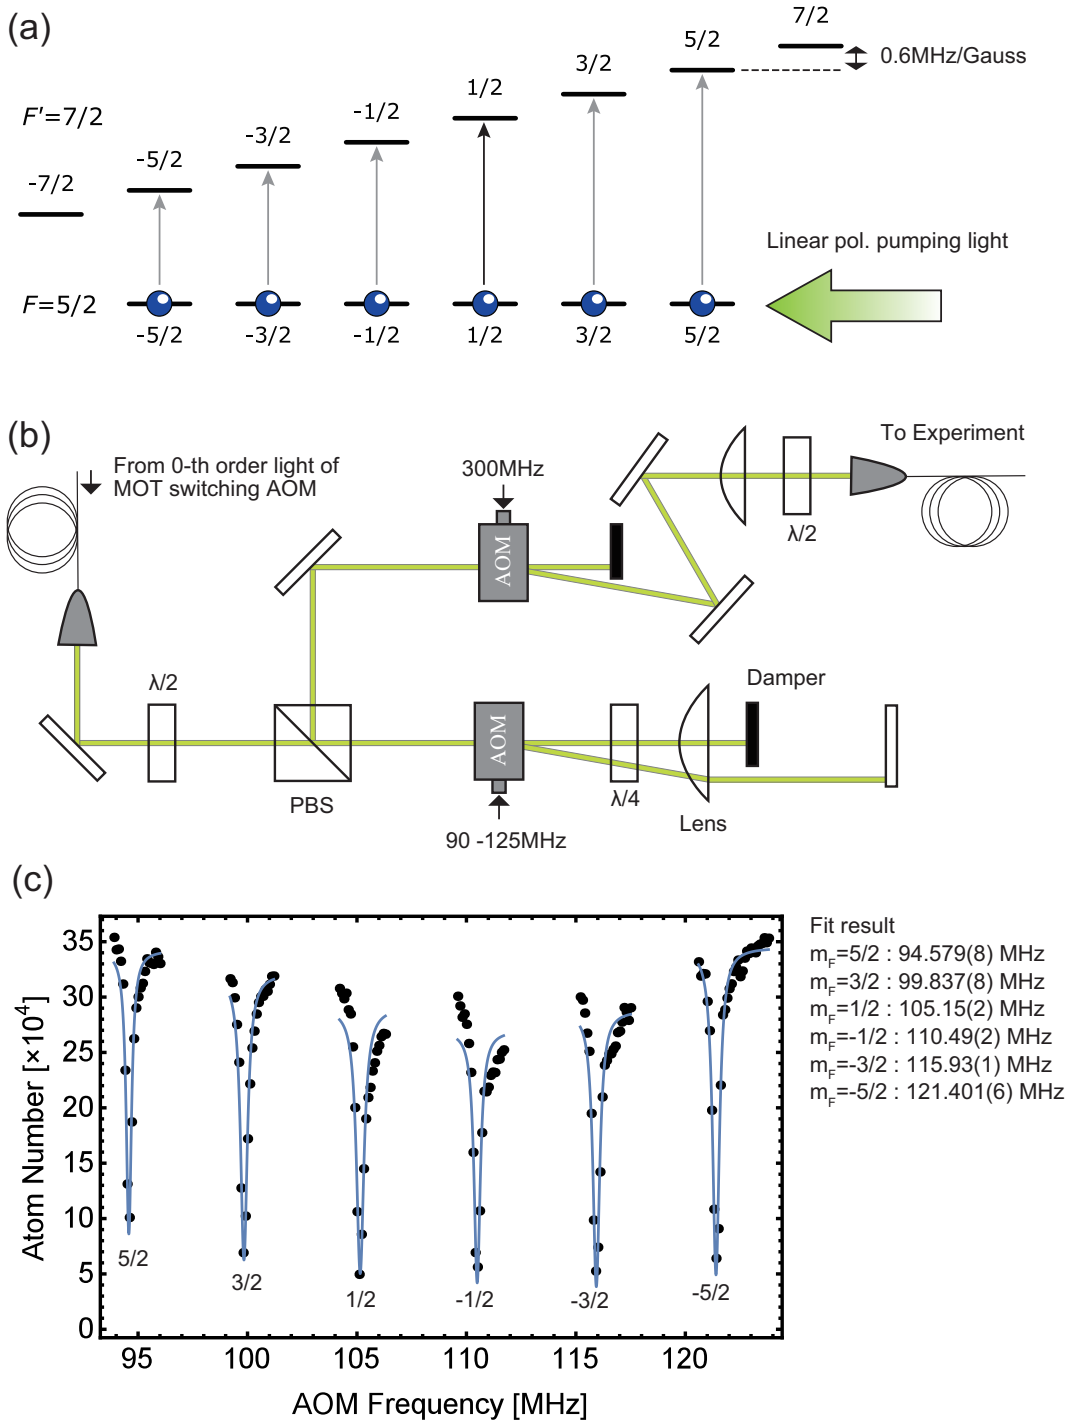 (a)
7/2
5/2
0.6MHz/Gauss
3/2
1/2
F'=7/2
-1/2
-3/2
-5/2
-7/2
Linear pol. pumping light
F=5/2
-5/2 -3/2 -1/2 1/2 3/2 5/2
(b)
From 0-th order light of
MOT switching AOM
300MHz
To Experiment
AOM
λ/2
λ/2
Damper
AOM
PBS
λ/4
Lens
90 -125MHz
(c)
Atom Number [×10⁴]
35
30
25
20
15
10
5
0
5/2
3/2
1/2
-1/2
-3/2
-5/2
95 100 105 110 115 120
AOM Frequency [MHz]
Fit result
m_F=5/2 : 94.579(8) MHz
m_F=3/2 : 99.837(8) MHz
m_F=1/2 : 105.15(2) MHz
m_F=-1/2 : 110.49(2) MHz
m_F=-3/2 : 115.93(1) MHz
m_F=-5/2 : 121.401(6) MHz